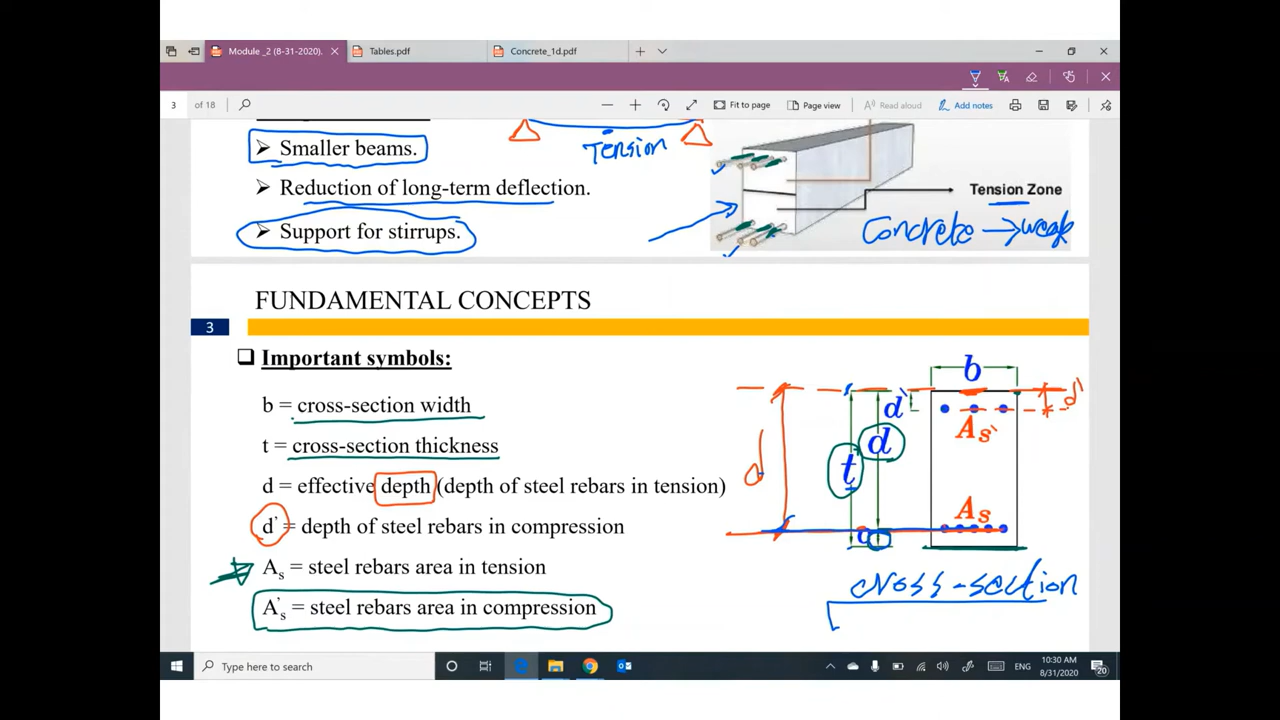 Module _2 (8-31-2020).
Tables.pdf
Concrete_1d.pdf
3 of 18
Fit to page
Page view
Read aloud
Add notes
Tension
➤ Smaller beams.
➤ Reduction of long-term deflection.
Tension Zone
➤ Support for stirrups.
Concrete → weak
FUNDAMENTAL CONCEPTS
3
❑ Important symbols:
b = cross-section width
t = cross-section thickness
d = effective depth (depth of steel rebars in tension)
d' = depth of steel rebars in compression
As = steel rebars area in tension
A's = steel rebars area in compression
b
d'
d'
As'
d
t
d
As
c
cross-section
Type here to search
ENG
10:30 AM
8/31/2020
20